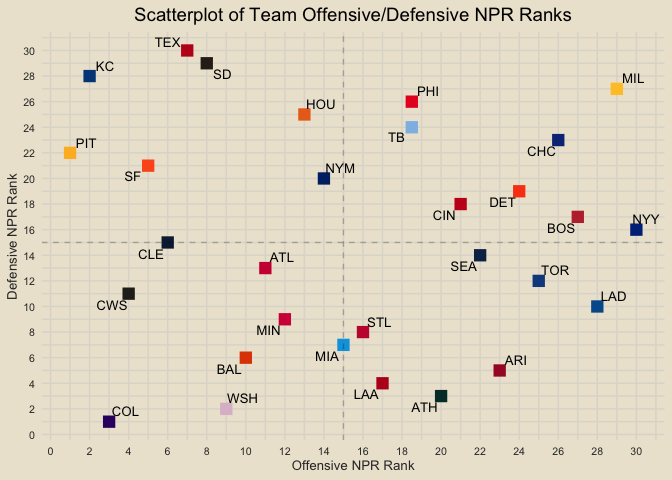 Scatterplot of Team Offensive/Defensive NPR Ranks
Defensive NPR Rank
30
28
26
24
22
20
18
16
14
12
10
8
6
4
2
0
TEX
SD
KC
MIL
PHI
HOU
TB
CHC
PIT
SF
NYM
DET
CIN
BOS
NYY
CLE
SEA
ATL
TOR
CWS
LAD
MIN
STL
MIA
BAL
ARI
LAA
ATH
WSH
COL
0 2 4 6 8 10 12 14 16 18 20 22 24 26 28 30
Offensive NPR Rank